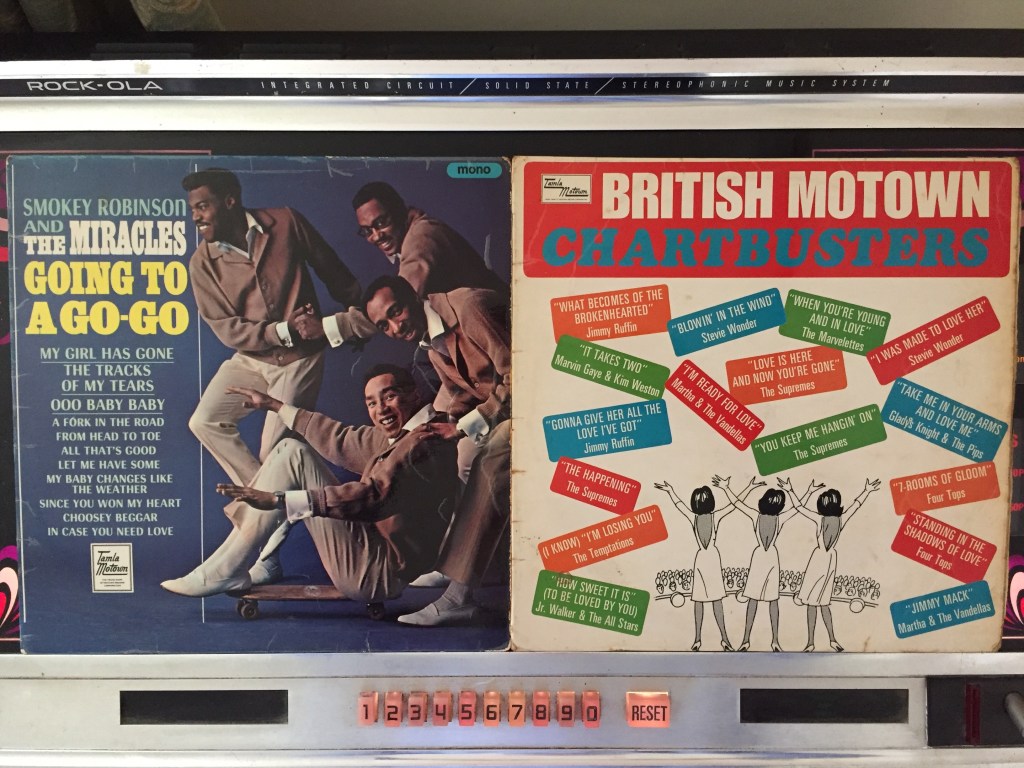 ROCK-OLA
INTEGRATED CIRCUIT / SOLID STATE / STEREOPHONIC MUSIC SYSTEM
mono
SMOKEY ROBINSON
AND
THE MIRACLES
GOING TO
A GO-GO
MY GIRL HAS GONE
THE TRACKS
OF MY TEARS
OOO BABY BABY
A FORK IN THE ROAD
FROM HEAD TO TOE
ALL THAT'S GOOD
LET ME HAVE SOME
MY BABY CHANGES LIKE
THE WEATHER
SINCE YOU WON MY HEART
CHOOSEY BEGGAR
IN CASE YOU NEED LOVE
Tamla
Motown
Tamla
Motown
BRITISH MOTOWN
CHARTBUSTERS
"WHAT BECOMES OF THE
BROKENHEARTED"
Jimmy Ruffin
"BLOWIN' IN THE WIND"
Stevie Wonder
"WHEN YOU'RE YOUNG
AND IN LOVE"
The Marvelettes
"I WAS MADE TO LOVE HER"
Stevie Wonder
"IT TAKES TWO"
Marvin Gaye & Kim Weston
"I'M READY FOR LOVE"
Martha & The Vandellas
"LOVE IS HERE
AND NOW YOU'RE GONE"
The Supremes
"TAKE ME IN YOUR ARMS
AND LOVE ME"
Gladys Knight & The Pips
"GONNA GIVE HER ALL THE
LOVE I'VE GOT"
Jimmy Ruffin
"YOU KEEP ME HANGIN' ON"
The Supremes
"THE HAPPENING"
The Supremes
"7-ROOMS OF GLOOM"
Four Tops
(I KNOW) "I'M LOSING YOU"
The Temptations
"STANDING IN THE
SHADOWS OF LOVE"
Four Tops
"HOW SWEET IT IS"
(TO BE LOVED BY YOU)
Jr. Walker & The All Stars
"JIMMY MACK"
Martha & The Vandellas
1 2 3 4 5 6 7 8 9 0 RESET